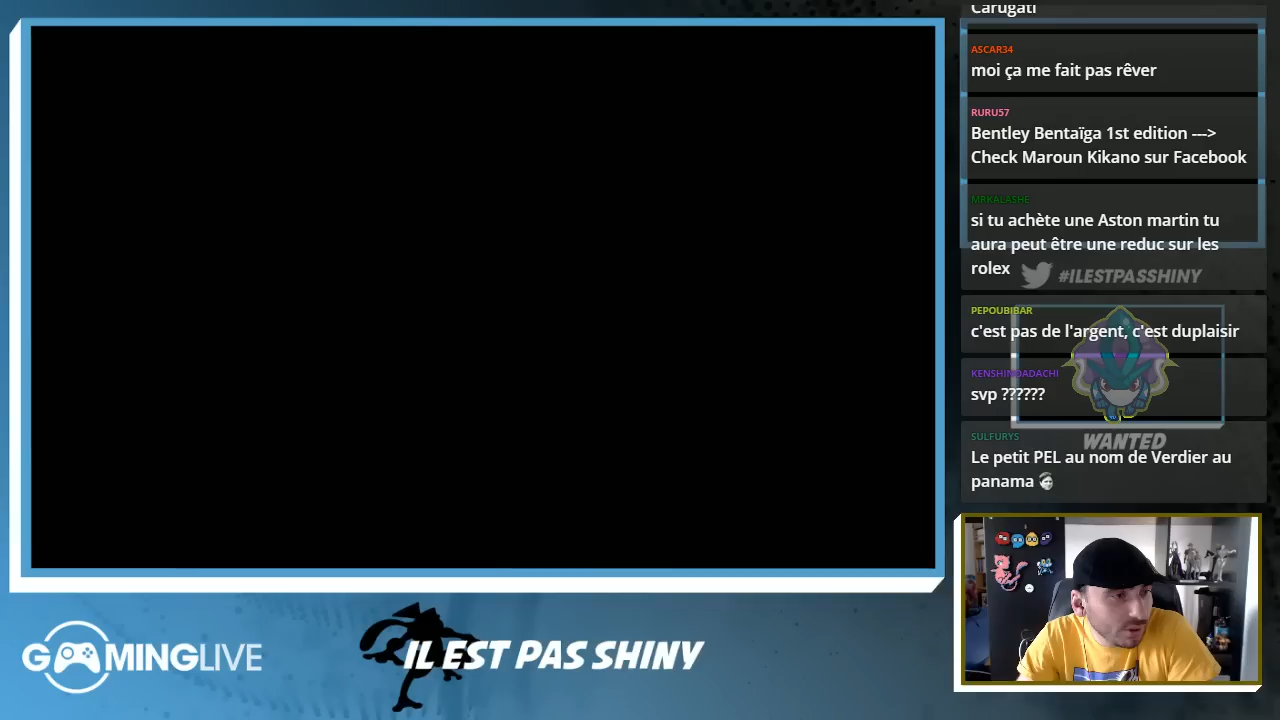 Carugati
ASCAR34
moi ça me fait pas rêver
RURU57
Bentley Bentaïga 1st edition --->
Check Maroun Kikano sur Facebook
MRKALASHE
si tu achète une Aston martin tu
aura peut être une reduc sur les
rolex
#ILESTPASSHINY
PEPOUBIBAR
c'est pas de l'argent, c'est duplaisir
KENSHINDADACHI
svp ??????
WANTED
SULFURYS
Le petit PEL au nom de Verdier au
panama
GAMINGLIVE
IL EST PAS SHINY